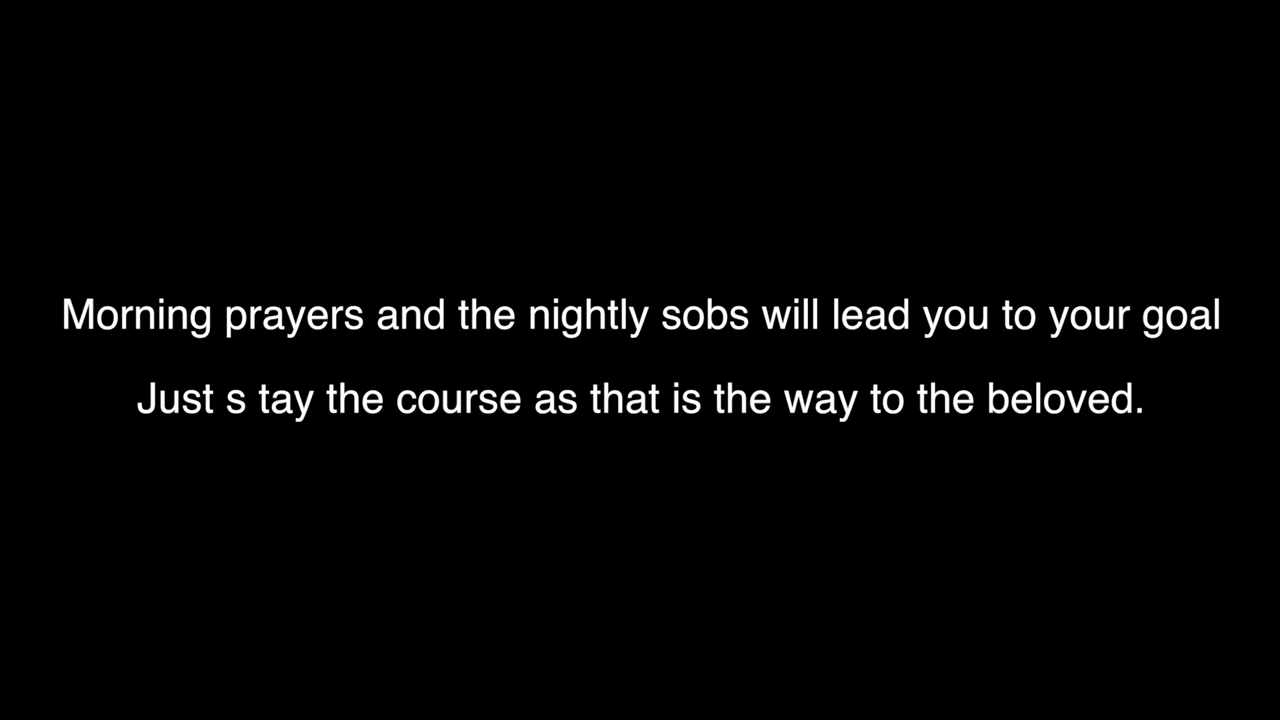 Morning prayers and the nightly sobs will lead you to your goal
Just s tay the course as that is the way to the beloved.